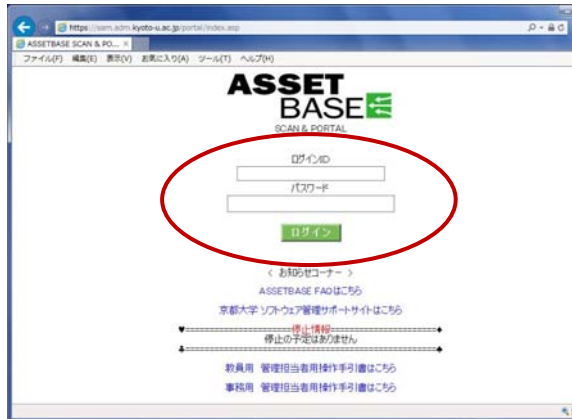 https://sam.adm.kyoto-u.ac.jp/portal/index.asp
ASSETBASE SCAN & PO...
ファイル(F) 編集(E) 表示(V) お気に入り(A) ツール(T) ヘルプ(H)
ASSET
BASE
SCAN & PORTAL
ログインID
パスワード
ログイン
< お知らせコーナー >
ASSETBASE FAQはこちら
京都大学 ソフトウェア管理サポートサイトはこちら
♥=====停止情報=====♠
停止の予定はありません
♣==========♠
教員用 管理担当者用操作手引書はこちら
事務用 管理担当者用操作手引書はこちら